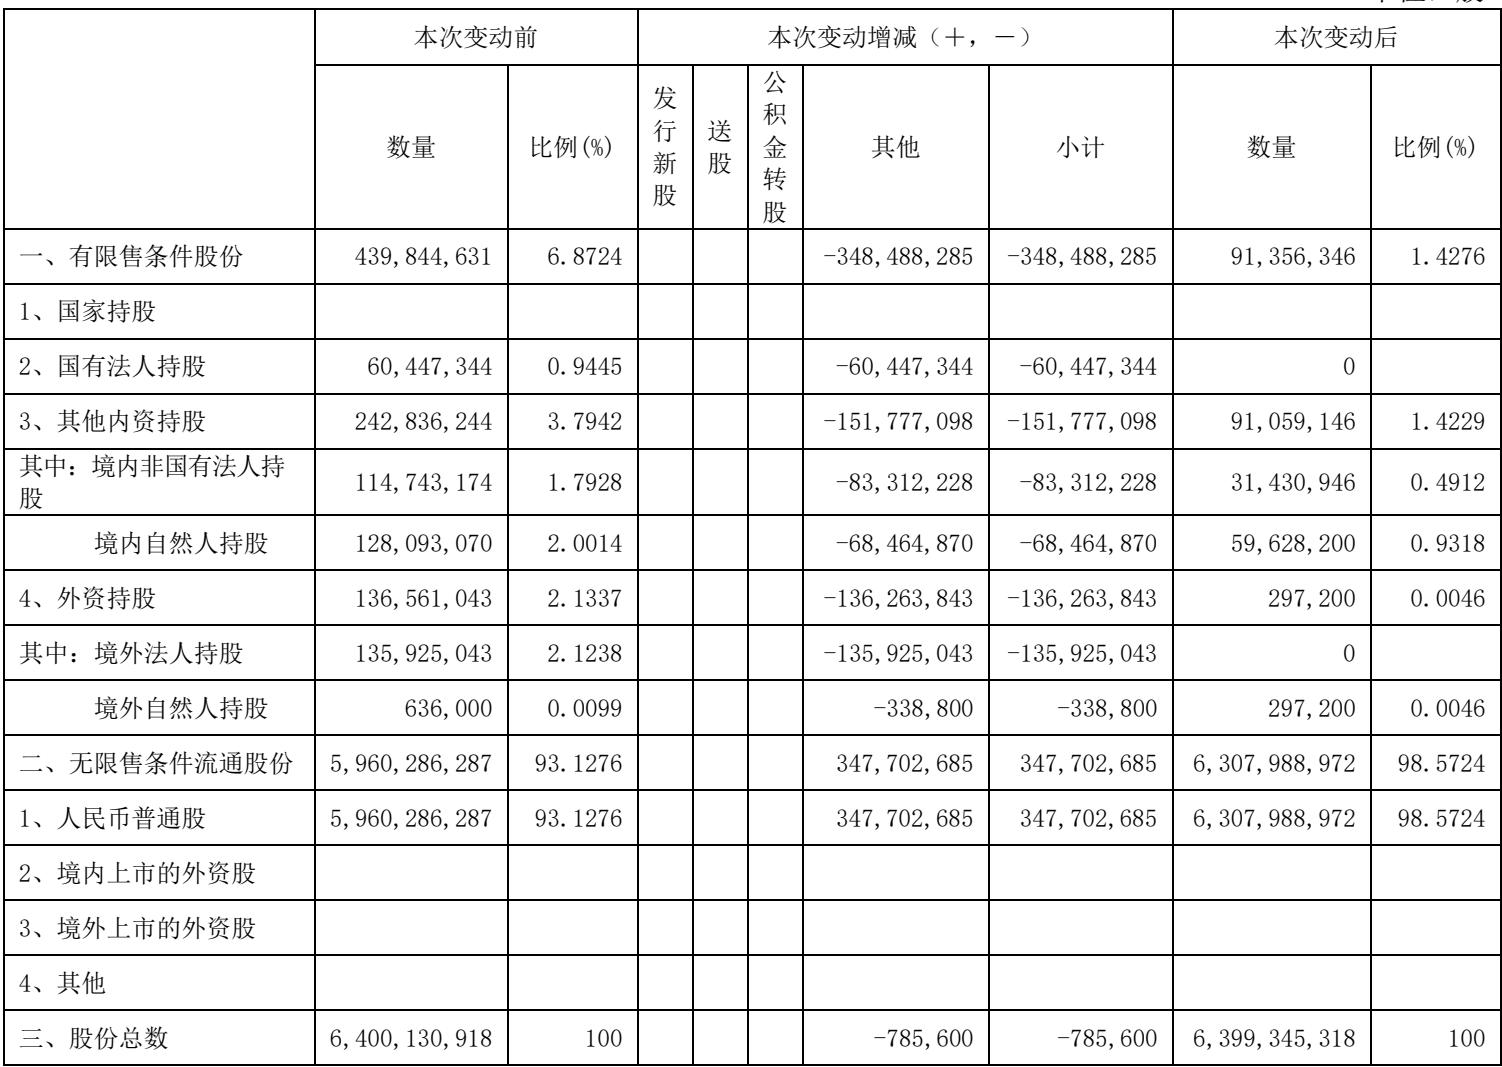 本次变动前 本次变动增减（＋，－） 本次变动后
数量 比例(%) 发行新股 送股 公积金转股 其他 小计 数量 比例(%)
一、有限售条件股份 439,844,631 6.8724 -348,488,285 -348,488,285 91,356,346 1.4276
1、国家持股
2、国有法人持股 60,447,344 0.9445 -60,447,344 -60,447,344 0
3、其他内资持股 242,836,244 3.7942 -151,777,098 -151,777,098 91,059,146 1.4229
其中：境内非国有法人持股 114,743,174 1.7928 -83,312,228 -83,312,228 31,430,946 0.4912
境内自然人持股 128,093,070 2.0014 -68,464,870 -68,464,870 59,628,200 0.9318
4、外资持股 136,561,043 2.1337 -136,263,843 -136,263,843 297,200 0.0046
其中：境外法人持股 135,925,043 2.1238 -135,925,043 -135,925,043 0
境外自然人持股 636,000 0.0099 -338,800 -338,800 297,200 0.0046
二、无限售条件流通股份 5,960,286,287 93.1276 347,702,685 347,702,685 6,307,988,972 98.5724
1、人民币普通股 5,960,286,287 93.1276 347,702,685 347,702,685 6,307,988,972 98.5724
2、境内上市的外资股
3、境外上市的外资股
4、其他
三、股份总数 6,400,130,918 100 -785,600 -785,600 6,399,345,318 100